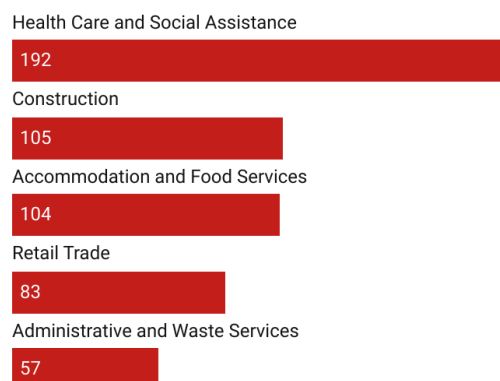 Health Care and Social Assistance
192
Construction
105
Accommodation and Food Services
104
Retail Trade
83
Administrative and Waste Services
57